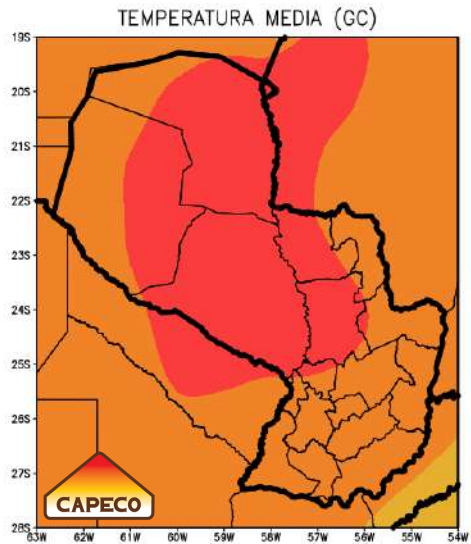 TEMPERATURA MEDIA (GC)
19S
20S
21S
22S
23S
24S
25S
26S
27S
28S
CAPECO
63W 62W 61W 60W 59W 58W 57W 56W 55W 54W